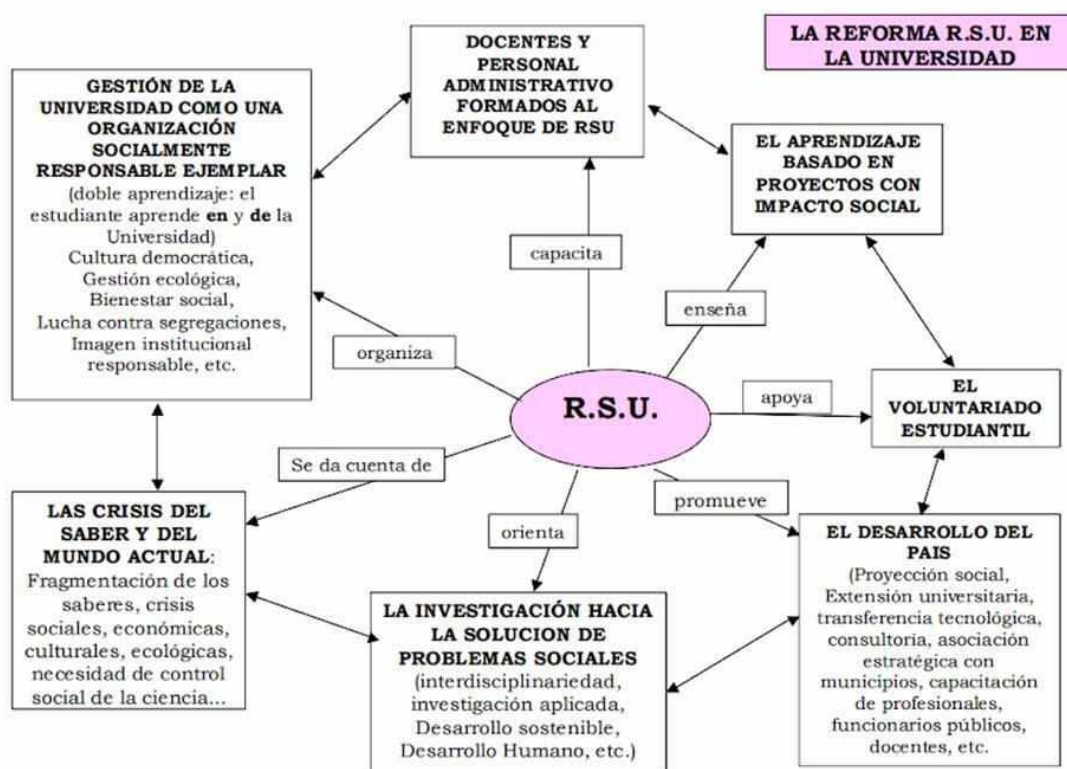 LA REFORMA R.S.U. EN
LA UNIVERSIDAD
DOCENTES Y
PERSONAL
ADMINISTRATIVO
FORMADOS AL
ENFOQUE DE RSU
GESTIÓN DE LA
UNIVERSIDAD COMO UNA
ORGANIZACIÓN
SOCIALMENTE
RESPONSABLE EJEMPLAR
(doble aprendizaje: el
estudiante aprende en y de la
Universidad)
Cultura democrática,
Gestión ecológica,
Bienestar social,
Lucha contra segregaciones,
Imagen institucional
responsable, etc.
EL APRENDIZAJE
BASADO EN
PROYECTOS CON
IMPACTO SOCIAL
capacita
enseña
organiza
R.S.U.
apoya
EL
VOLUNTARIADO
ESTUDIANTIL
Se da cuenta de
promueve
orienta
LAS CRISIS DEL
SABER Y DEL
MUNDO ACTUAL:
Fragmentación de los
saberes, crisis
sociales, económicas,
culturales, ecológicas,
necesidad de control
social de la ciencia...
LA INVESTIGACIÓN HACIA
LA SOLUCION DE
PROBLEMAS SOCIALES
(interdisciplinariedad,
investigación aplicada,
Desarrollo sostenible,
Desarrollo Humano, etc.)
EL DESARROLLO DEL
PAIS
(Proyección social,
Extensión universitaria,
transferencia tecnológica,
consultoría, asociación
estratégica con
municipios, capacitación
de profesionales,
funcionarios públicos,
docentes, etc.